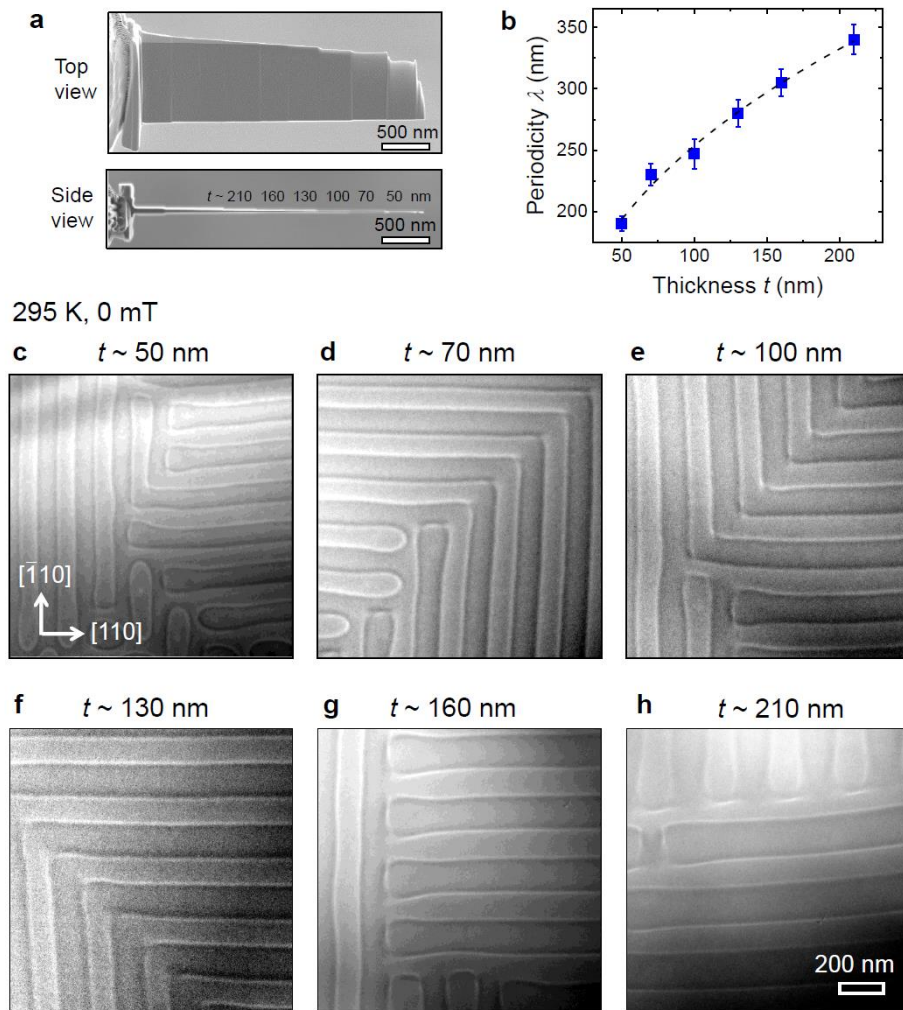 a
Top view
500 nm
Side view
t ~ 210 160 130 100 70 50 nm
500 nm
b
Periodicity λ (nm)
350
300
250
200
50 100 150 200
Thickness t (nm)
295 K, 0 mT
c t ~ 50 nm
d t ~ 70 nm
e t ~ 100 nm
[1̄10]
[110]
f t ~ 130 nm
g t ~ 160 nm
h t ~ 210 nm
200 nm